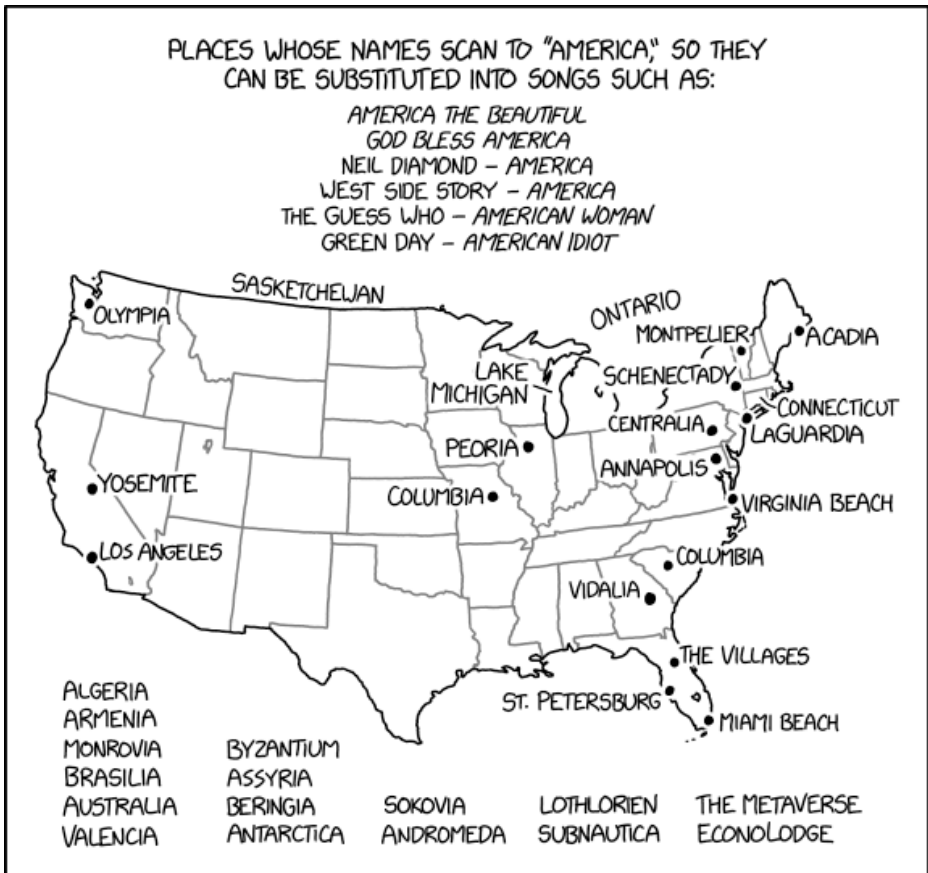 PLACES WHOSE NAMES SCAN TO "AMERICA," SO THEY
CAN BE SUBSTITUTED INTO SONGS SUCH AS:
AMERICA THE BEAUTIFUL
GOD BLESS AMERICA
NEIL DIAMOND – AMERICA
WEST SIDE STORY – AMERICA
THE GUESS WHO – AMERICAN WOMAN
GREEN DAY – AMERICAN IDIOT
SASKETCHEWAN
ONTARIO
OLYMPIA
MONTPELIER
ACADIA
LAKE
MICHIGAN
SCHENECTADY
CONNECTICUT
CENTRALIA
LAGUARDIA
PEORIA
ANNAPOLIS
YOSEMITE
COLUMBIA
VIRGINIA BEACH
LOS ANGELES
COLUMBIA
VIDALIA
THE VILLAGES
ST. PETERSBURG
MIAMI BEACH
ALGERIA
ARMENIA
MONROVIA
BRASILIA
AUSTRALIA
VALENCIA
BYZANTIUM
ASSYRIA
BERINGIA
ANTARCTICA
SOKOVIA
ANDROMEDA
LOTHLORIEN
SUBNAUTICA
THE METAVERSE
ECONOLODGE